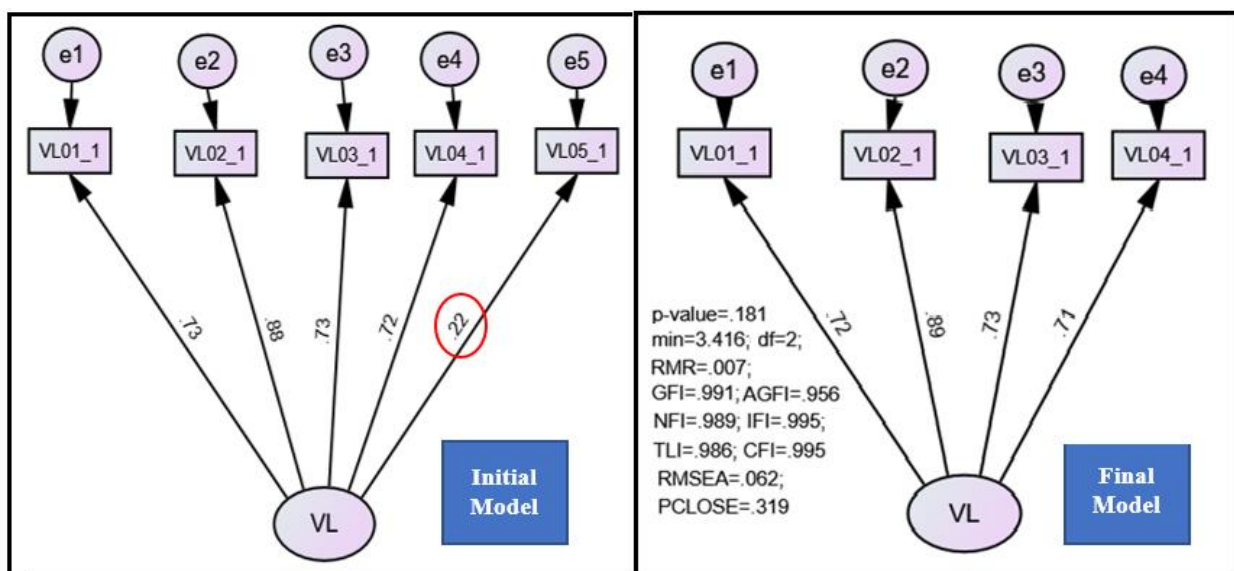 e1
e2
e3
e4
e5
VL01_1
VL02_1
VL03_1
VL04_1
VL05_1
.73
.88
.73
.72
.22
VL
Initial
Model
e1
e2
e3
e4
VL01_1
VL02_1
VL03_1
VL04_1
.72
.89
.73
.71
p-value=.181
min=3.416; df=2;
RMR=.007;
GFI=.991; AGFI=.956
NFI=.989; IFI=.995;
TLI=.986; CFI=.995
RMSEA=.062;
PCLOSE=.319
VL
Final
Model